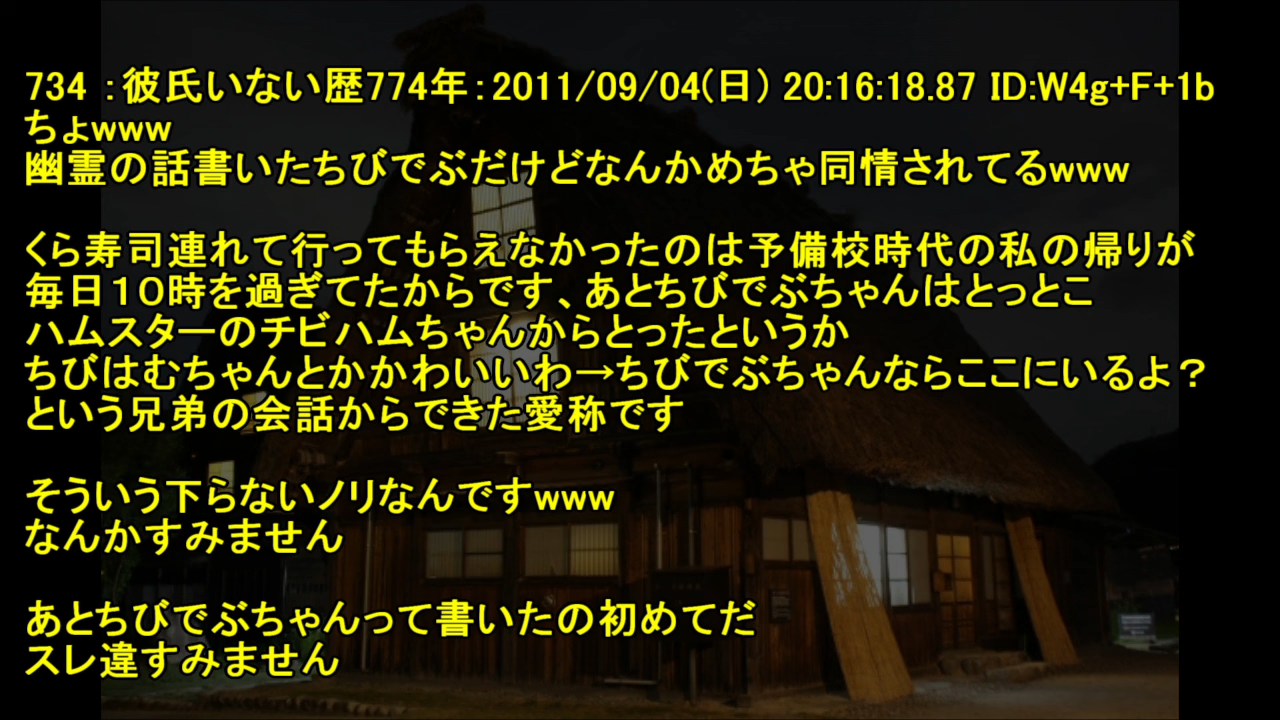 734 ：彼氏いない歴774年：2011/09/04(日) 20:16:18.87 ID:W4g+F+1b
ちょwww
幽霊の話書いたちびでぶだけどなんかめちゃ同情されてるwww
くら寿司連れて行ってもらえなかったのは予備校時代の私の帰りが
毎日１０時を過ぎてたからです、あとちびでぶちゃんはとっとこ
ハムスターのチビハムちゃんからとったというか
ちびはむちゃんとかかわいいわ→ちびでぶちゃんならここにいるよ？
という兄弟の会話からできた愛称です
そういう下らないノリなんですwww
なんかすみません
あとちびでぶちゃんって書いたの初めてだ
スレ違すみません